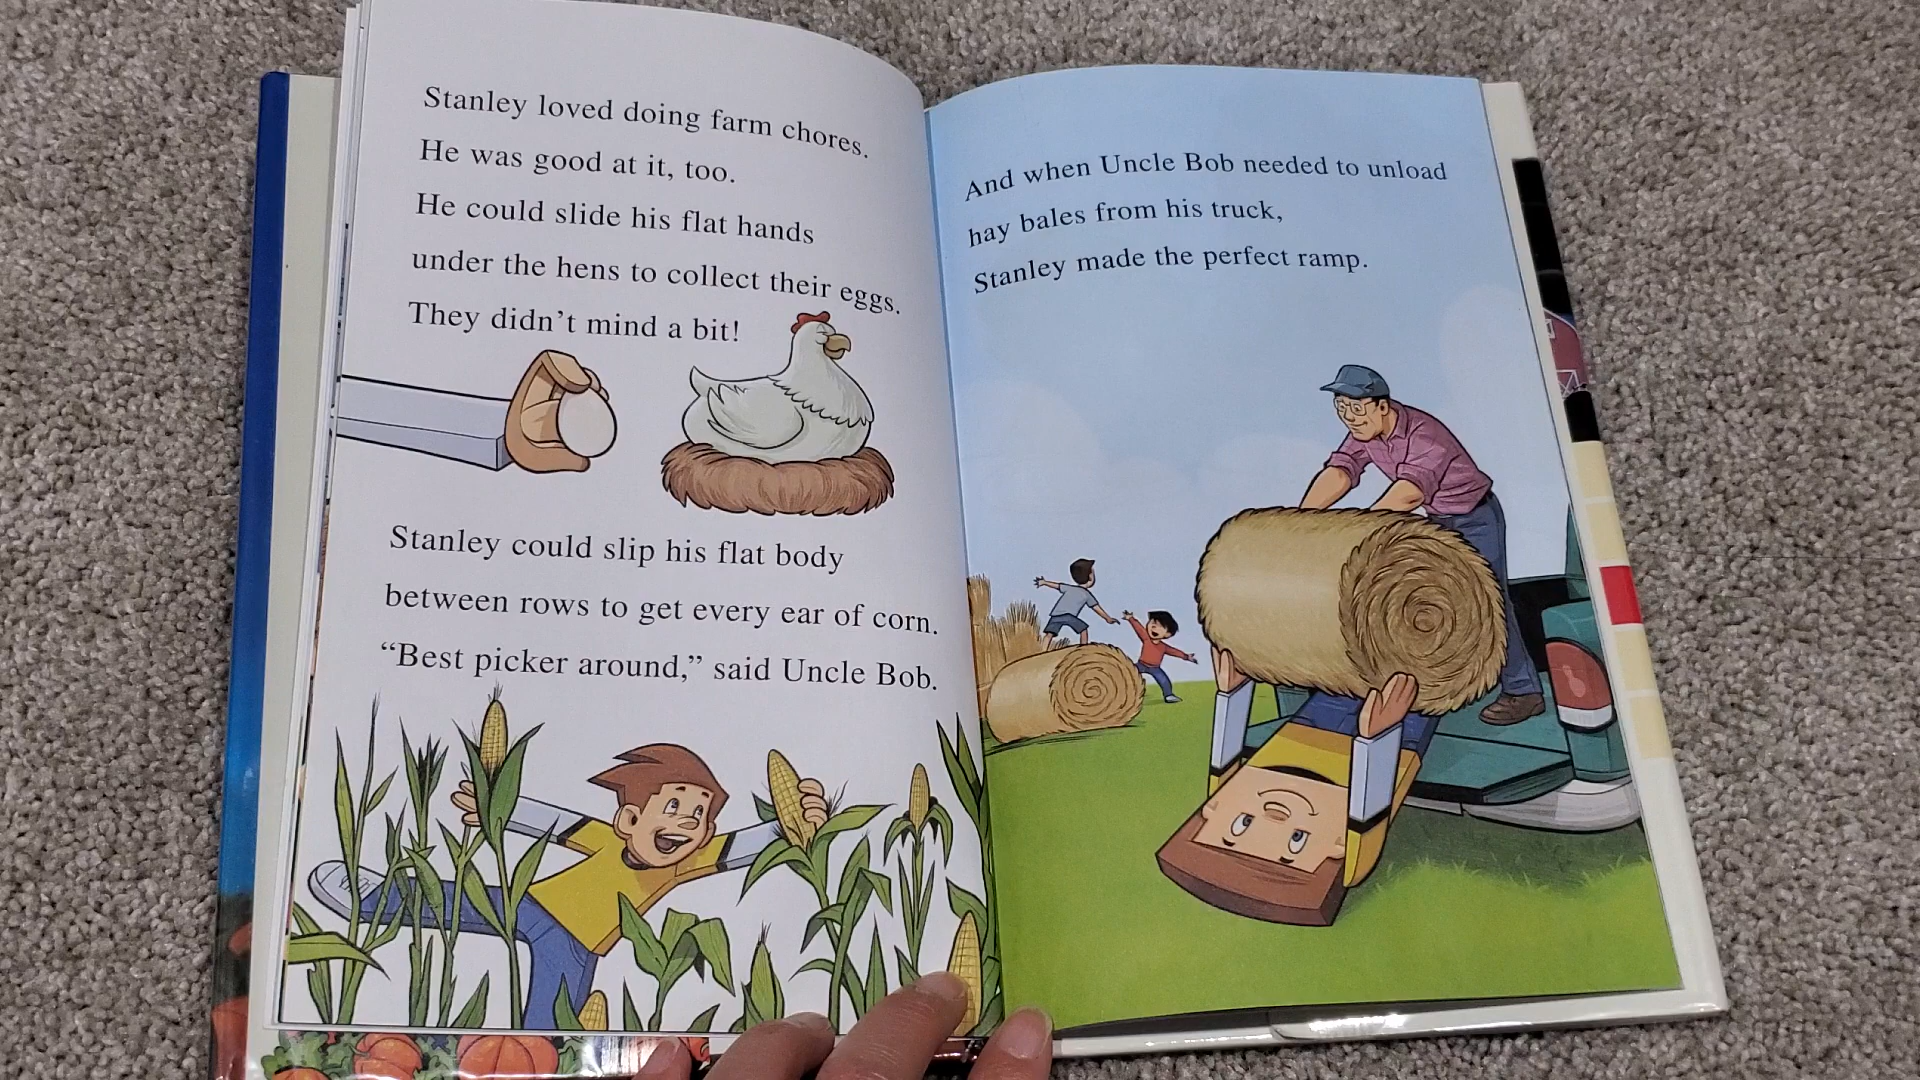 Stanley loved doing farm chores.
He was good at it, too.
He could slide his flat hands
under the hens to collect their eggs.
They didn’t mind a bit!
Stanley could slip his flat body
between rows to get every ear of corn.
“Best picker around,” said Uncle Bob.
And when Uncle Bob needed to unload
hay bales from his truck,
Stanley made the perfect ramp.